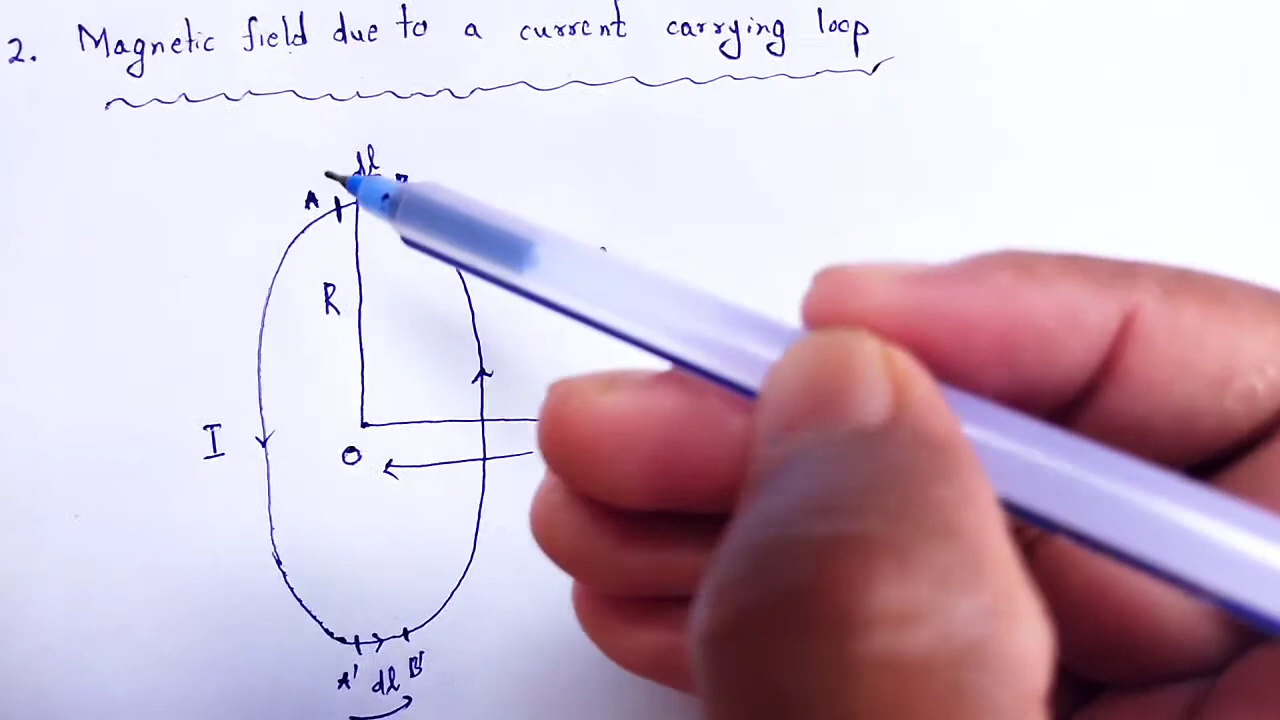 2. Magnetic field due to a current carrying loop
dl
A
R
I
O
A' dl B'